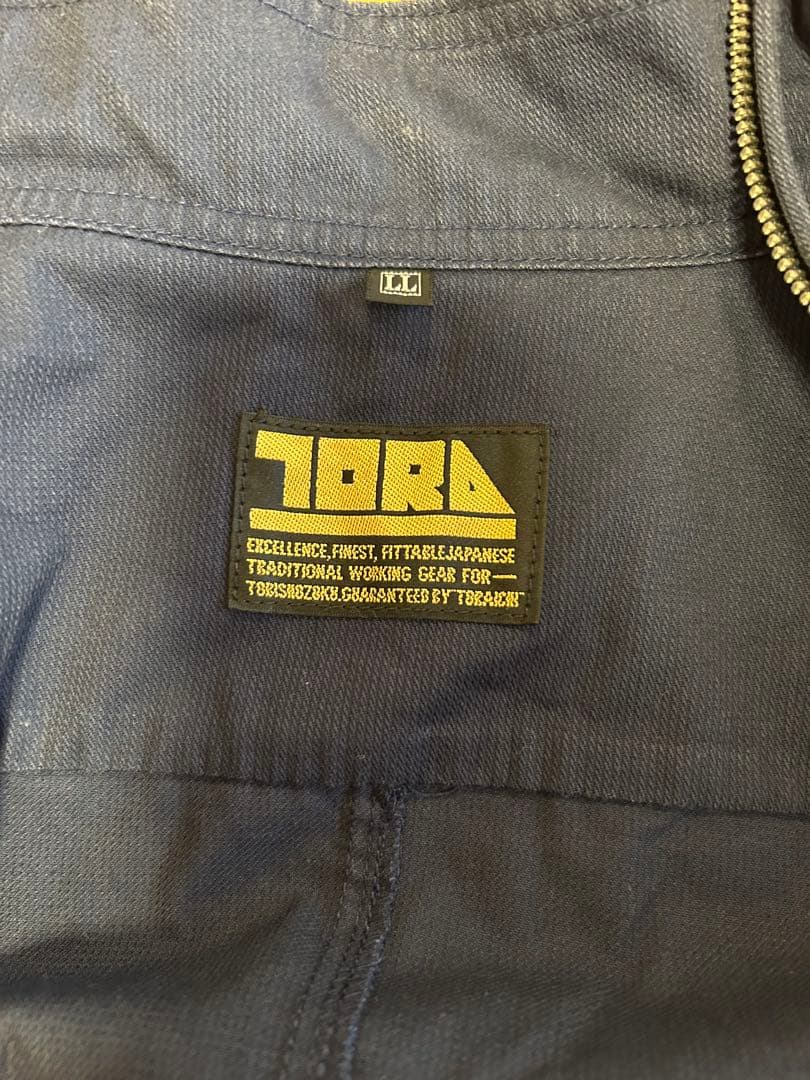 LL
TORA
EXCELLENCE,FINEST, FITTABLEJAPANESE
TRADITIONAL WORKING GEAR FOR—
TOBISHOZOKU.GUARANTEED BY"TORAICHI"